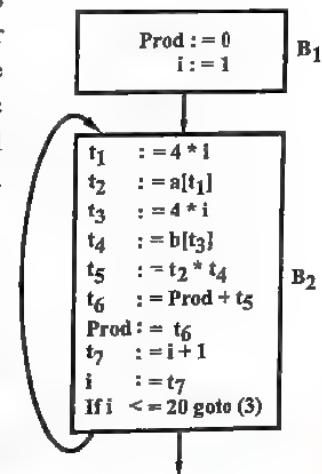 Prod : = 0
i : = 1
B1
t1 : = 4 * i
t2 : = a[t1]
t3 : = 4 * i
t4 : = b[t3]
t5 : = t2 * t4
t6 : = Prod + t5
Prod : = t6
t7 : = i + 1
i : = t7
If i < = 20 goto (3)
B2